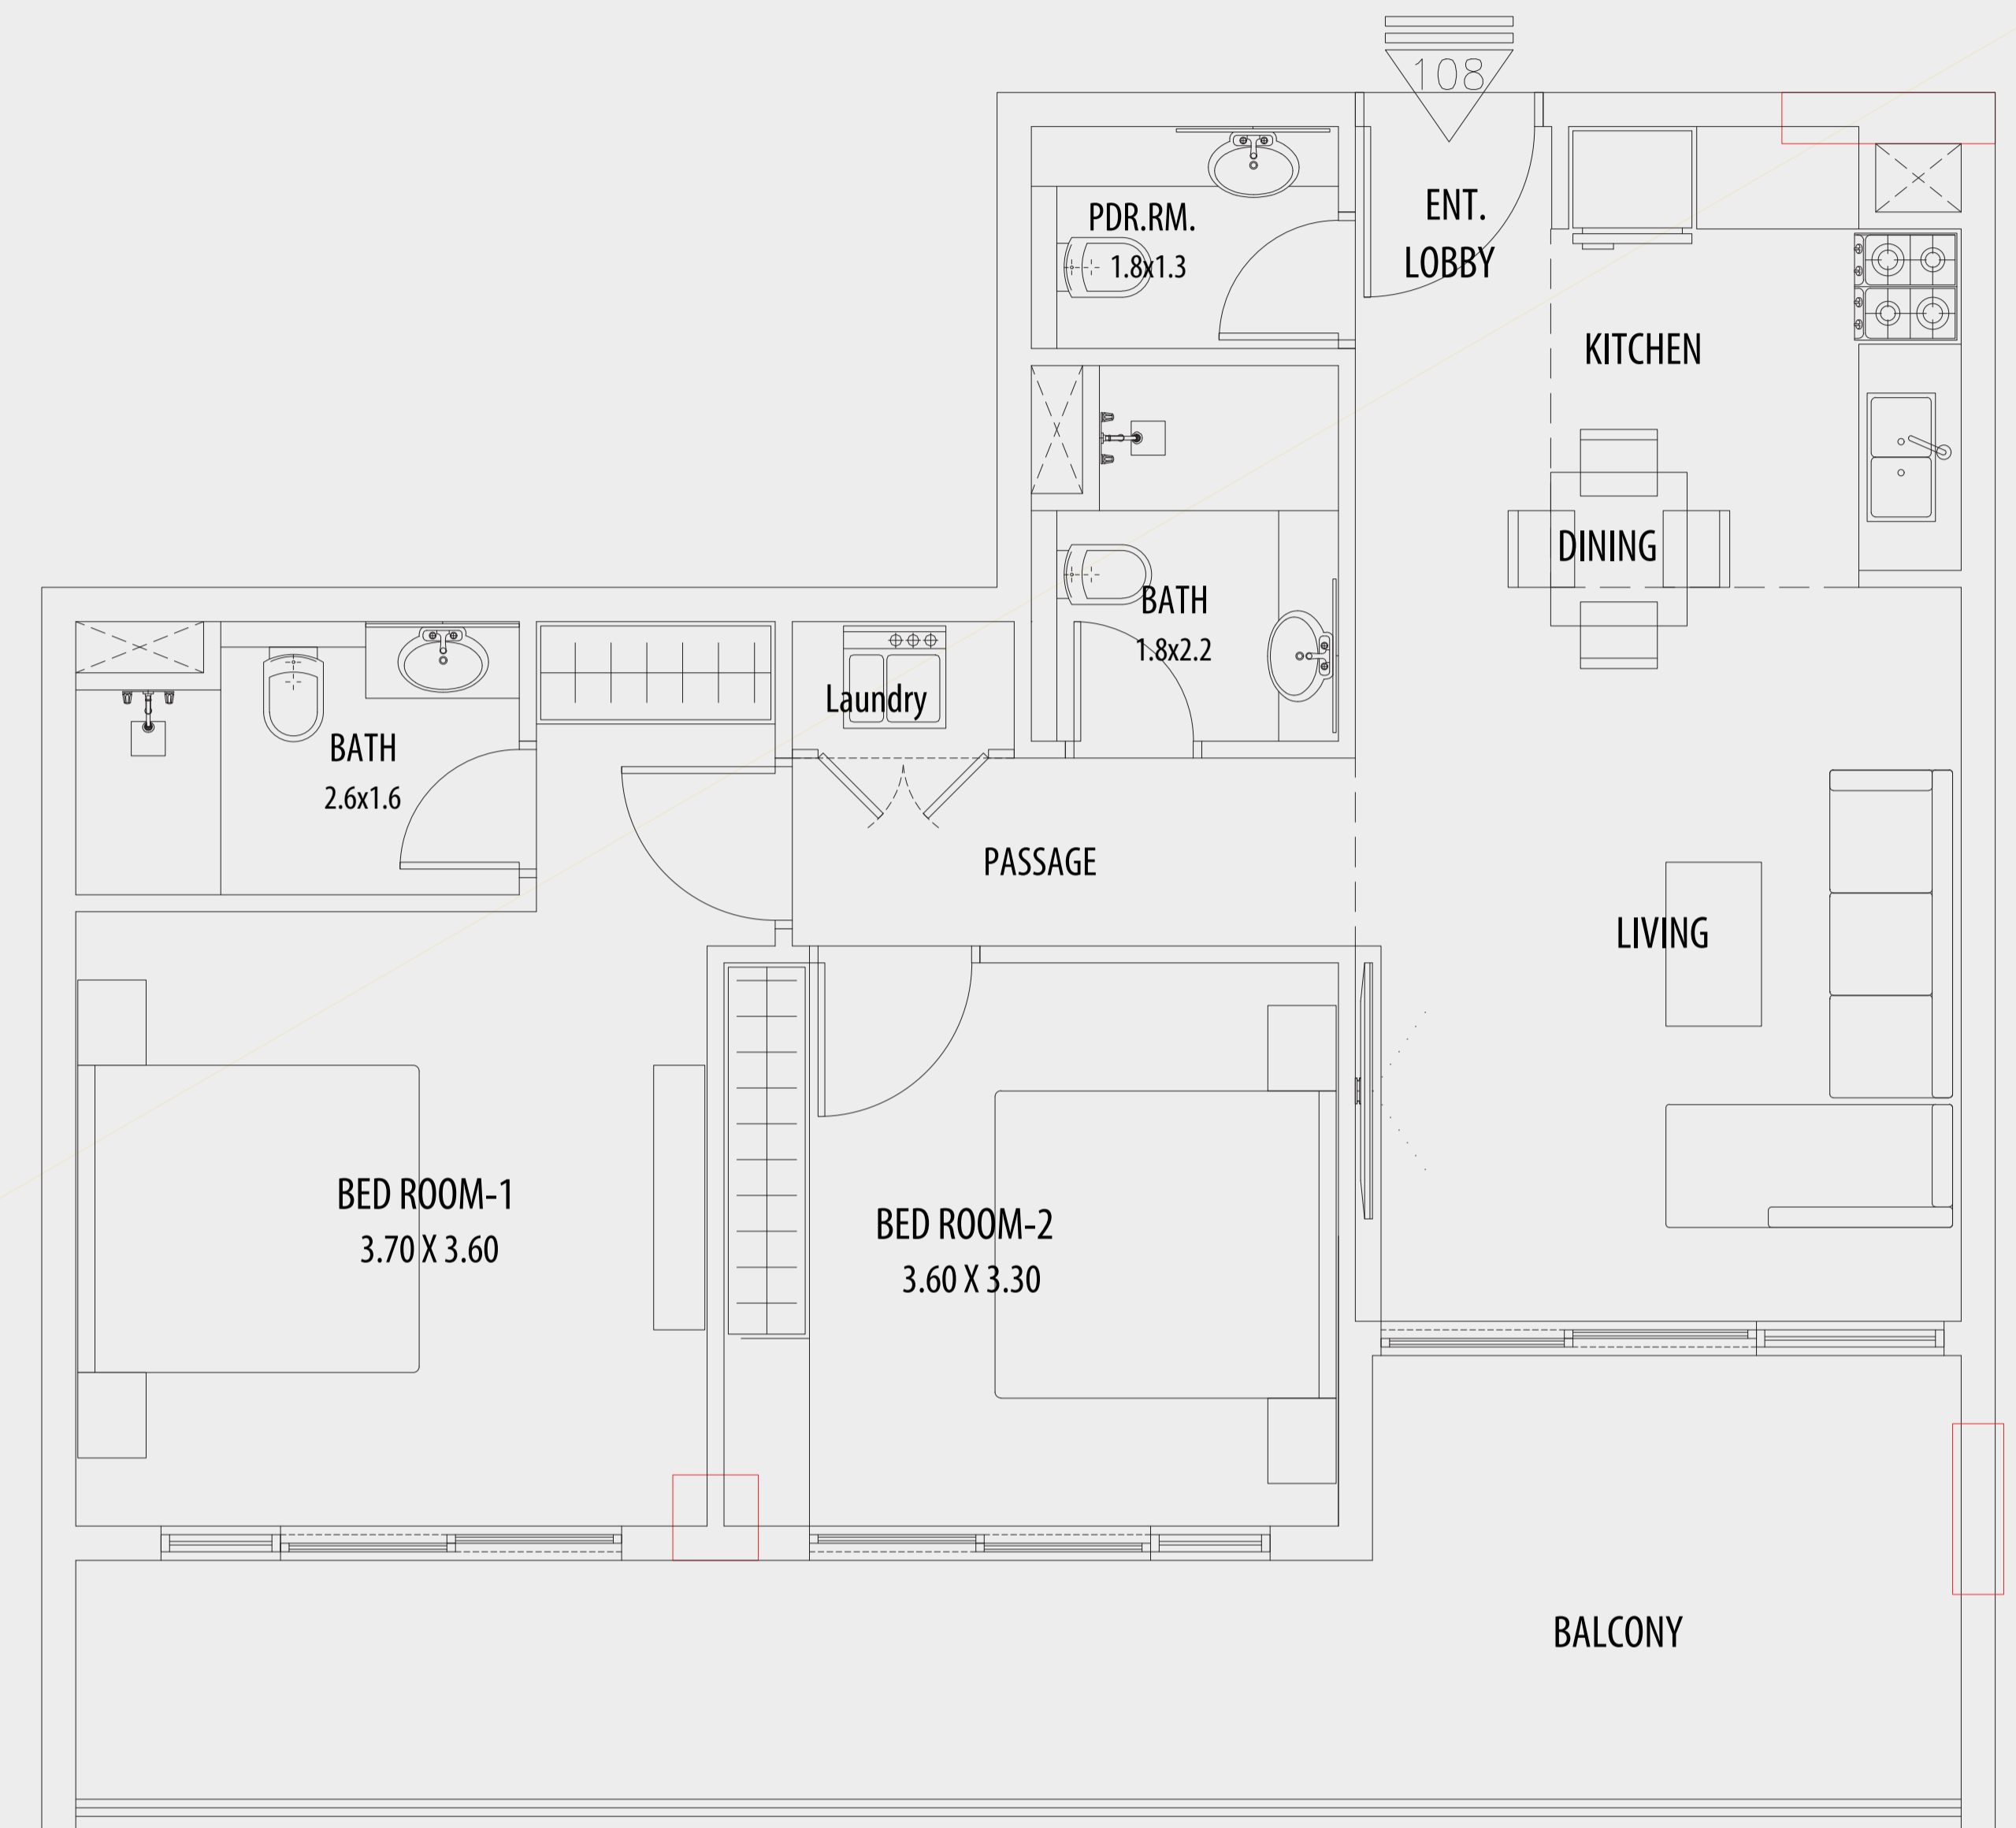 108
ENT.
LOBBY
PDR.RM.
1.8x1.3
KITCHEN
DINING
BATH
1.8x2.2
Laundry
BATH
2.6x1.6
PASSAGE
LIVING
BED ROOM-1
3.70 X 3.60
BED ROOM-2
3.60 X 3.30
BALCONY